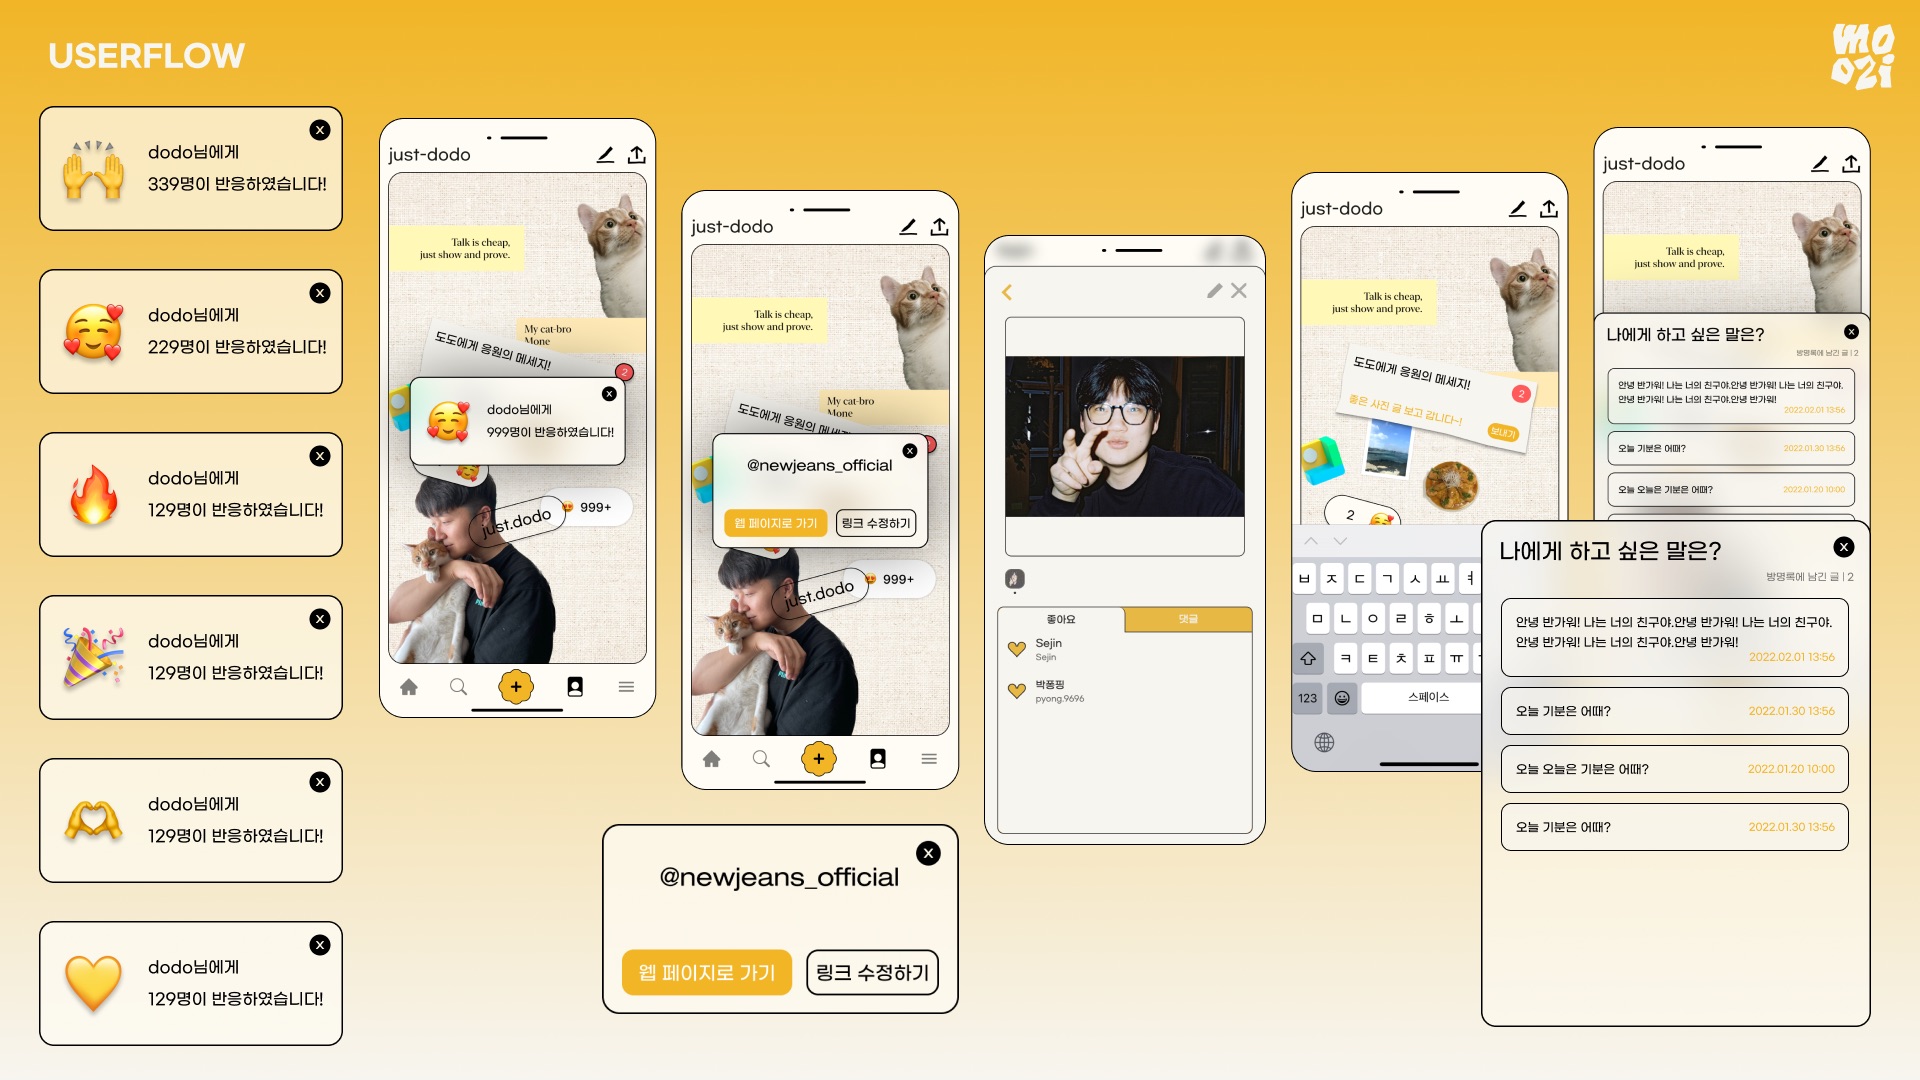 USERFLOW
mo
ozi
dodo님에게
339명이 반응하였습니다!
dodo님에게
229명이 반응하였습니다!
dodo님에게
129명이 반응하였습니다!
dodo님에게
129명이 반응하였습니다!
dodo님에게
129명이 반응하였습니다!
dodo님에게
129명이 반응하였습니다!
just-dodo
Talk is cheap,
just show and prove.
My cat-bro
Mone
도도에게 응원의 메세지!
2
dodo님에게
999명이 반응하였습니다!
just.dodo
999+
just-dodo
Talk is cheap,
just show and prove.
My cat-bro
Mone
도도에게 응원의 메세지
@newjeans_official
웹 페이지로 가기
링크 수정하기
just.dodo
999+
@newjeans_official
웹 페이지로 가기
링크 수정하기
좋아요
댓글
Sejin
Sejin
박퐁핑
pyong.9696
just-dodo
Talk is cheap,
just show and prove.
도도에게 응원의 메세지!
2
좋은 사진 글 보고 갑니다~!
보내기
2
ㅂ ㅈ ㄷ ㄱ ㅅ ㅛ ㅕ
ㅁ ㄴ ㅇ ㄹ ㅎ ㅗ
ㅋ ㅌ ㅊ ㅍ ㅠ
123
스페이스
just-dodo
Talk is cheap,
just show and prove.
나에게 하고 싶은 말은?
방명록에 남긴 글 | 2
안녕 반가워! 나는 너의 친구야.안녕 반가워! 나는 너의 친구야.
안녕 반가워! 나는 너의 친구야.안녕 반가워!
2022.02.01 13:56
오늘 기분은 어때?
2022.01.30 13:56
오늘 오늘은 기분은 어때?
2022.01.20 10:00
나에게 하고 싶은 말은?
방명록에 남긴 글 | 2
안녕 반가워! 나는 너의 친구야.안녕 반가워! 나는 너의 친구야.
안녕 반가워! 나는 너의 친구야.안녕 반가워!
2022.02.01 13:56
오늘 기분은 어때?
2022.01.30 13:56
오늘 오늘은 기분은 어때?
2022.01.20 10:00
오늘 기분은 어때?
2022.01.30 13:56